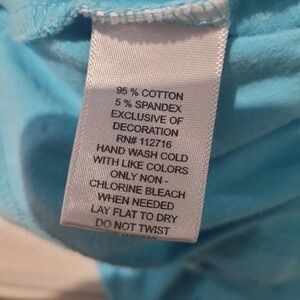 95 % COTTON
5 % SPANDEX
EXCLUSIVE OF
DECORATION
RN# 112716
HAND WASH COLD
WITH LIKE COLORS
ONLY NON -
CHLORINE BLEACH
WHEN NEEDED
LAY FLAT TO DRY
DO NOT TWIST